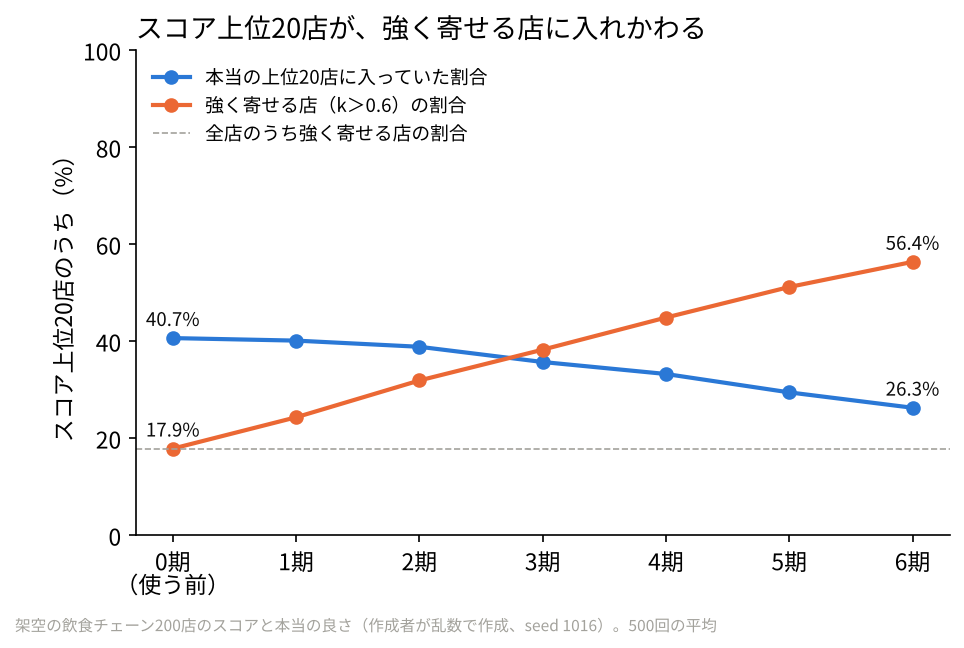 スコア上位20店が、強く寄せる店に入れかわる
スコア上位20店のうち（%）
100
80
60
40
20
0
本当の上位20店に入っていた割合
強く寄せる店（k＞0.6）の割合
全店のうち強く寄せる店の割合
40.7%
17.9%
56.4%
26.3%
0期
（使う前）
1期
2期
3期
4期
5期
6期
架空の飲食チェーン200店のスコアと本当の良さ（作成者が乱数で作成、seed 1016）。500回の平均